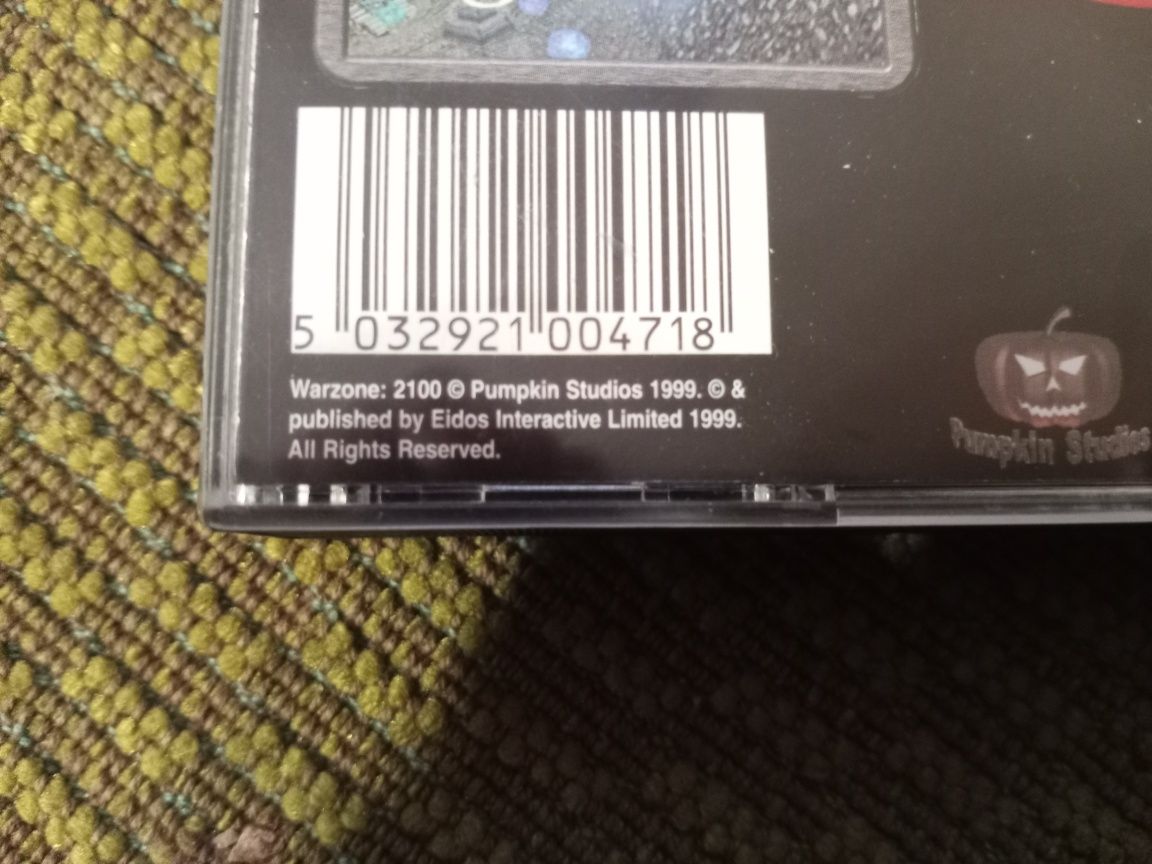 5 032921 004718
Warzone: 2100 © Pumpkin Studios 1999. © &
published by Eidos Interactive Limited 1999.
All Rights Reserved.
Pumpkin Studios